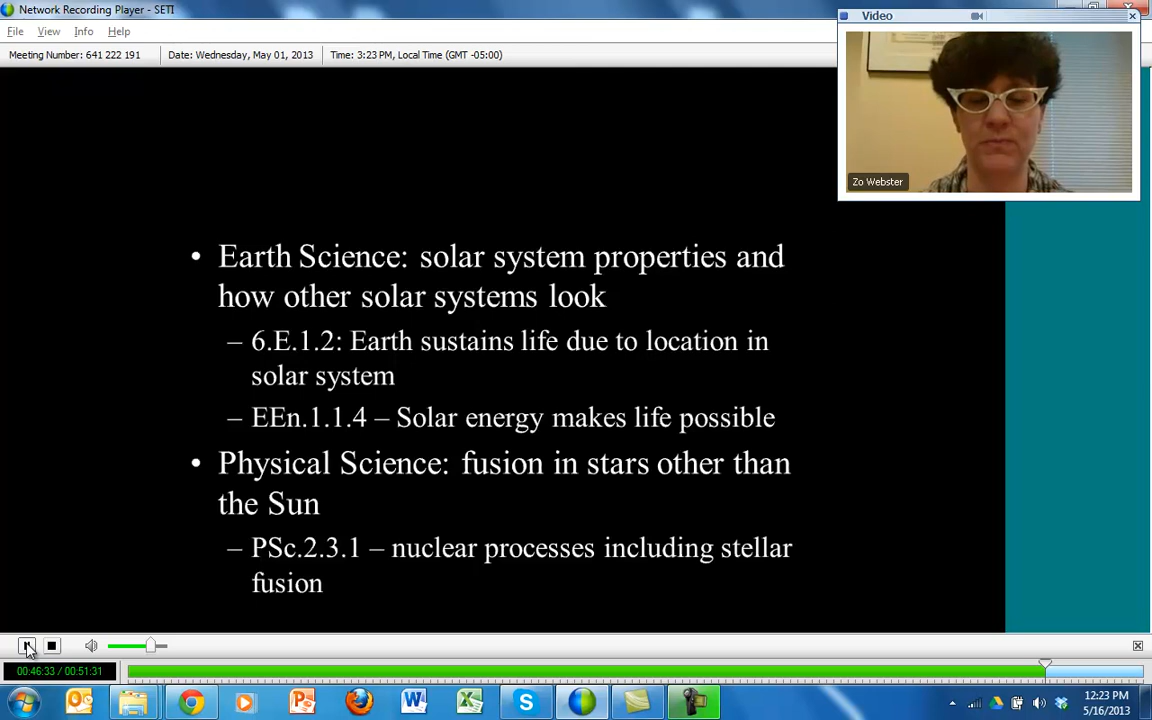 Network Recording Player - SETI
File View Info Help
Meeting Number: 641 222 191 Date: Wednesday, May 01, 2013 Time: 3:23 PM, Local Time (GMT -05:00)
Video
Zo Webster
• Earth Science: solar system properties and
how other solar systems look
– 6.E.1.2: Earth sustains life due to location in
solar system
– EEn.1.1.4 – Solar energy makes life possible
• Physical Science: fusion in stars other than
the Sun
– PSc.2.3.1 – nuclear processes including stellar
fusion
00:46:33 / 00:51:31
12:23 PM
5/16/2013